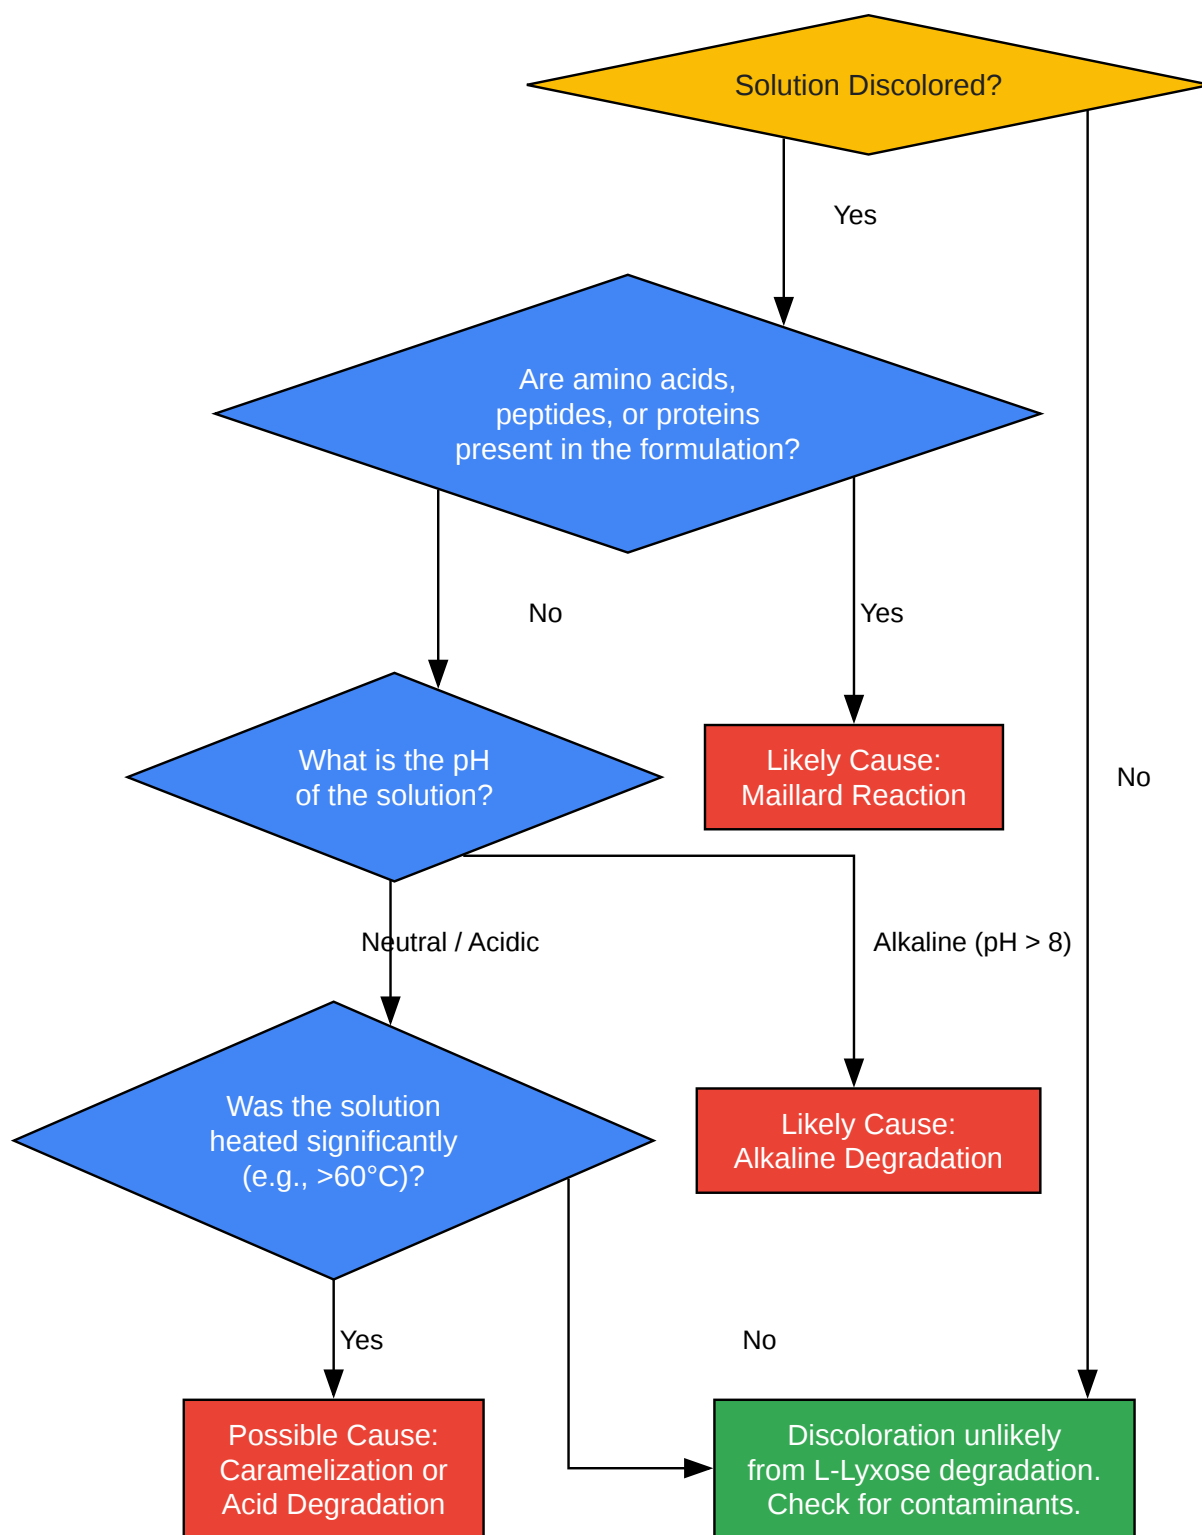 Solution Discolored?
Yes
Are amino acids,
peptides, or proteins
present in the formulation?
No
Yes
What is the pH
of the solution?
Likely Cause:
Maillard Reaction
No
Neutral / Acidic
Alkaline (pH > 8)
Was the solution
heated significantly
(e.g., >60°C)?
Likely Cause:
Alkaline Degradation
Yes
No
Possible Cause:
Caramelization or
Acid Degradation
Discoloration unlikely
from L-Lyxose degradation.
Check for contaminants.